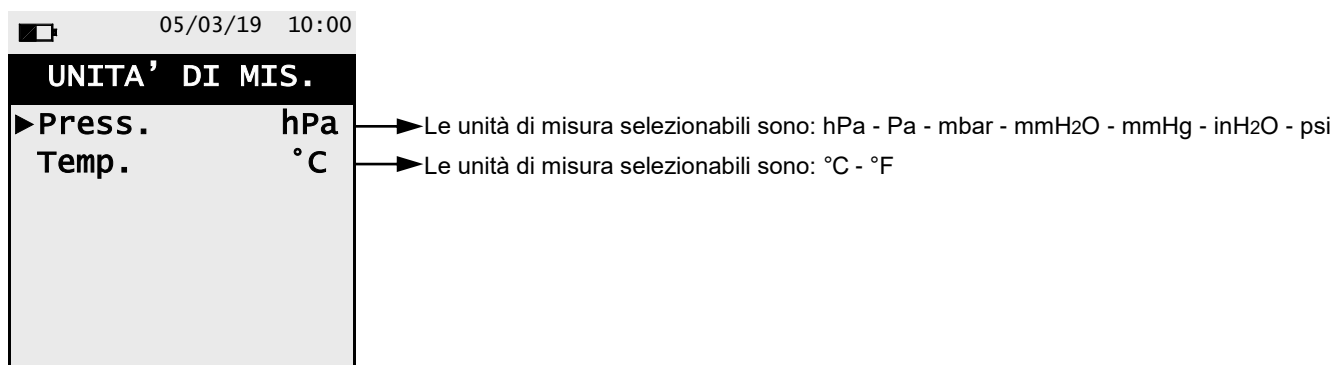 05/03/19 10:00
UNITA’ DI MIS.
►Press. hPa
Le unità di misura selezionabili sono: hPa - Pa - mbar - mmH2O - mmHg - inH2O - psi
Temp. °C
Le unità di misura selezionabili sono: °C - °F